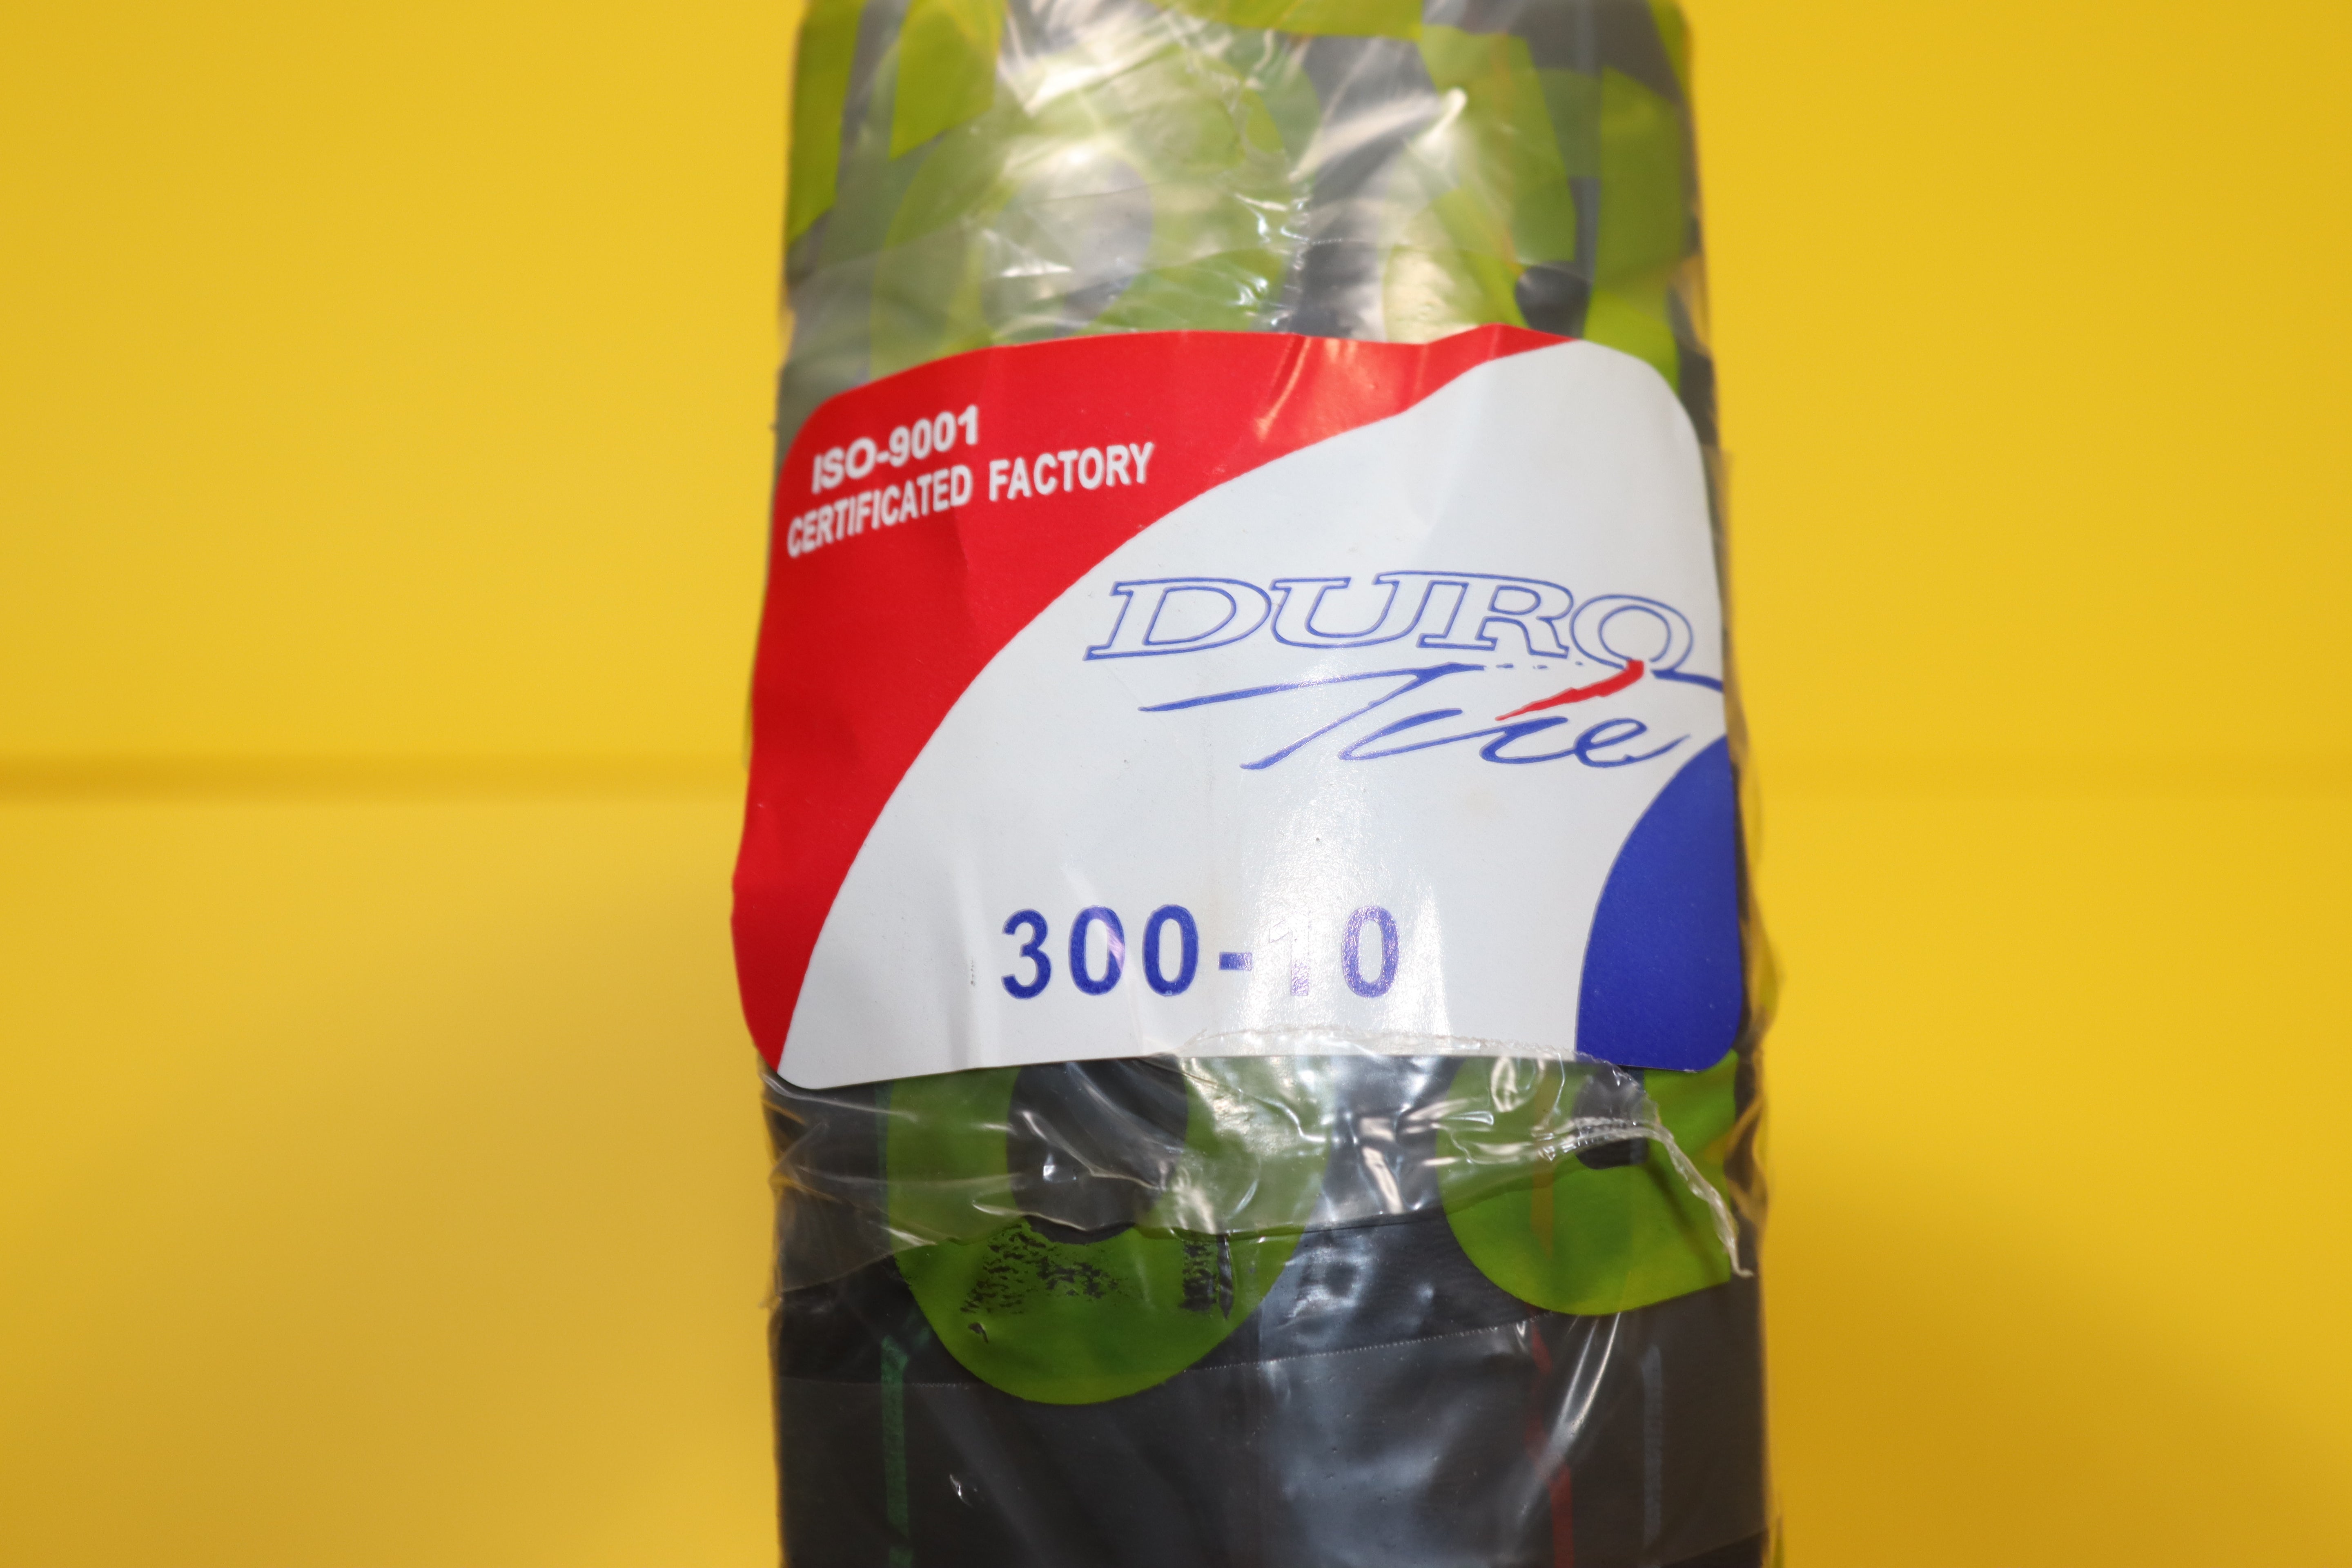 ISO-9001
CERTIFICATED FACTORY
DURO
Tire
300-10